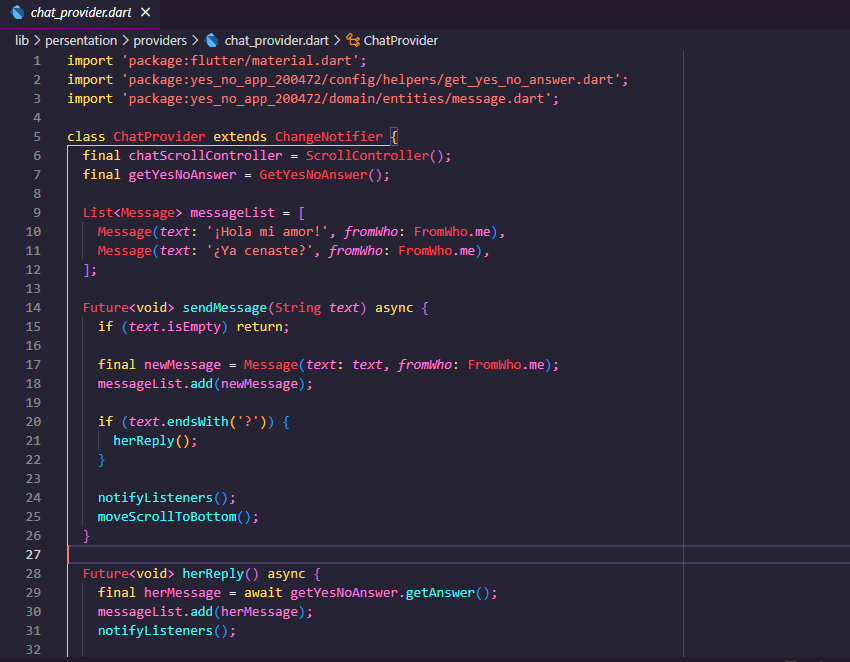 chat_provider.dart ×
lib > persentation > providers > chat_provider.dart > ChatProvider
1 import 'package:flutter/material.dart';
2 import 'package:yes_no_app_200472/config/helpers/get_yes_no_answer.dart';
3 import 'package:yes_no_app_200472/domain/entities/message.dart';
4
5 class ChatProvider extends ChangeNotifier {
6   final chatScrollController = ScrollController();
7   final getYesNoAnswer = GetYesNoAnswer();
8
9   List<Message> messageList = [
10     Message(text: '¡Hola mi amor!', fromWho: FromWho.me),
11     Message(text: '¿Ya cenaste?', fromWho: FromWho.me),
12   ];
13
14   Future<void> sendMessage(String text) async {
15     if (text.isEmpty) return;
16
17     final newMessage = Message(text: text, fromWho: FromWho.me);
18     messageList.add(newMessage);
19
20     if (text.endsWith('?')) {
21       herReply();
22     }
23
24     notifyListeners();
25     moveScrollToBottom();
26   }
27
28   Future<void> herReply() async {
29     final herMessage = await getYesNoAnswer.getAnswer();
30     messageList.add(herMessage);
31     notifyListeners();
32